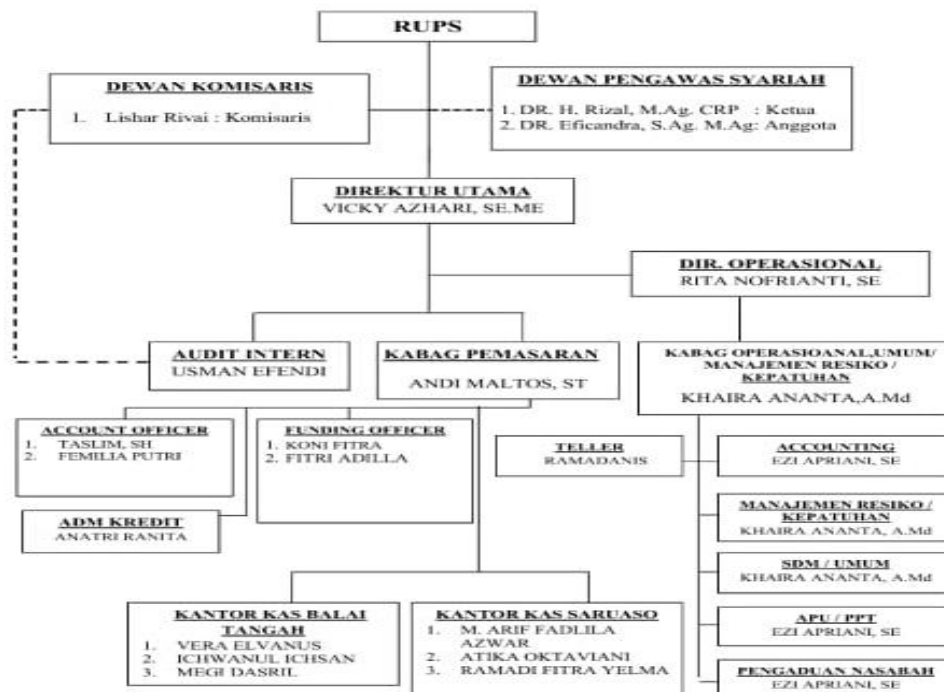 RUPS
DEWAN KOMISARIS
1. Lishar Rivai : Komisaris
DEWAN PENGAWAS SYARIAH
1. DR. H. Rizal, M.Ag. CRP : Ketua
2. DR. Eficandra, S.Ag. M.Ag: Anggota
DIREKTUR UTAMA
VICKY AZHARI, SE.ME
DIR. OPERASIONAL
RITA NOFRIANTI, SE
AUDIT INTERN
USMAN EFENDI
KABAG PEMASARAN
ANDI MALTOS, ST
KABAG OPERASIOANAL,UMUM/
MANAJEMEN RESIKO /
KEPATUHAN
KHAIRA ANANTA,A.Md
ACCOUNT OFFICER
1. TASLIM, SH
2. FEMILIA PUTRI
FUNDING OFFICER
1. KONI FITRA
2. FITRI ADILLA
TELLER
RAMADANIS
ACCOUNTING
EZI APRIANI, SE
ADM KREDIT
ANATRI RANITA
MANAJEMEN RESIKO /
KEPATUHAN
KHAIRA ANANTA, A.Md
SDM / UMUM
KHAIRA ANANTA, A.Md
KANTOR KAS BALAI
TANGAH
1. VERA ELVANUS
2. ICHWANUL ICHSAN
3. MEGI DASRIL
KANTOR KAS SARUASO
1. M. ARIF FADLILA
AZWAR
2. ATIKA OKTAVIANI
3. RAMADI FITRA YELMA
APU / PPT
EZI APRIANI, SE
PENGADUAN NASABAH
EZI APRIANI, SE